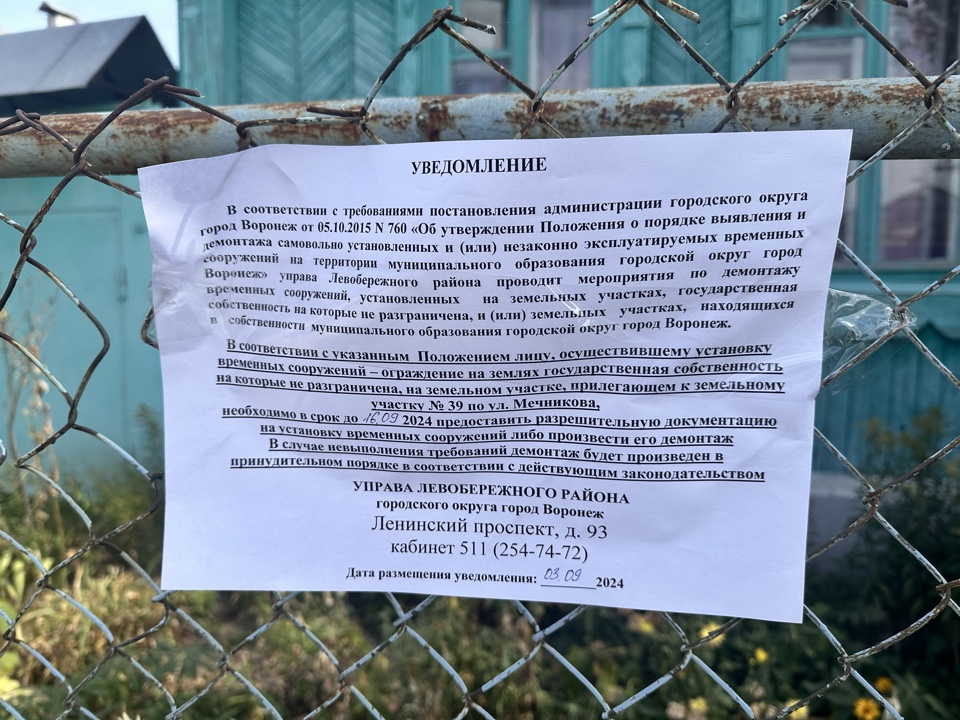 УВЕДОМЛЕНИЕ
В соответствии с требованиями постановления администрации городского округа
город Воронеж от 05.10.2015 N 760 «Об утверждении Положения о порядке выявления и
демонтажа самовольно установленных и (или) незаконно эксплуатируемых временных
сооружений на территории муниципального образования городской округ город
Воронеж» управа Левобережного района проводит мероприятия по демонтажу
временных сооружений, установленных на земельных участках, государственная
собственность на которые не разграничена, и (или) земельных участках, находящихся
в собственности муниципального образования городской округ город Воронеж.
В соответствии с указанным Положением лицу, осуществившему установку
временных сооружений – ограждение на землях государственная собственность
на которые не разграничена, на земельном участке, прилегающем к земельному
участку № 39 по ул. Мечникова,
необходимо в срок до 16.09 2024 предоставить разрешительную документацию
на установку временных сооружений либо произвести его демонтаж
В случае невыполнения требований демонтаж будет произведен в
принудительном порядке в соответствии с действующим законодательством
УПРАВА ЛЕВОБЕРЕЖНОГО РАЙОНА
городского округа город Воронеж
Ленинский проспект, д. 93
кабинет 511 (254-74-72)
Дата размещения уведомления: 03.09 2024